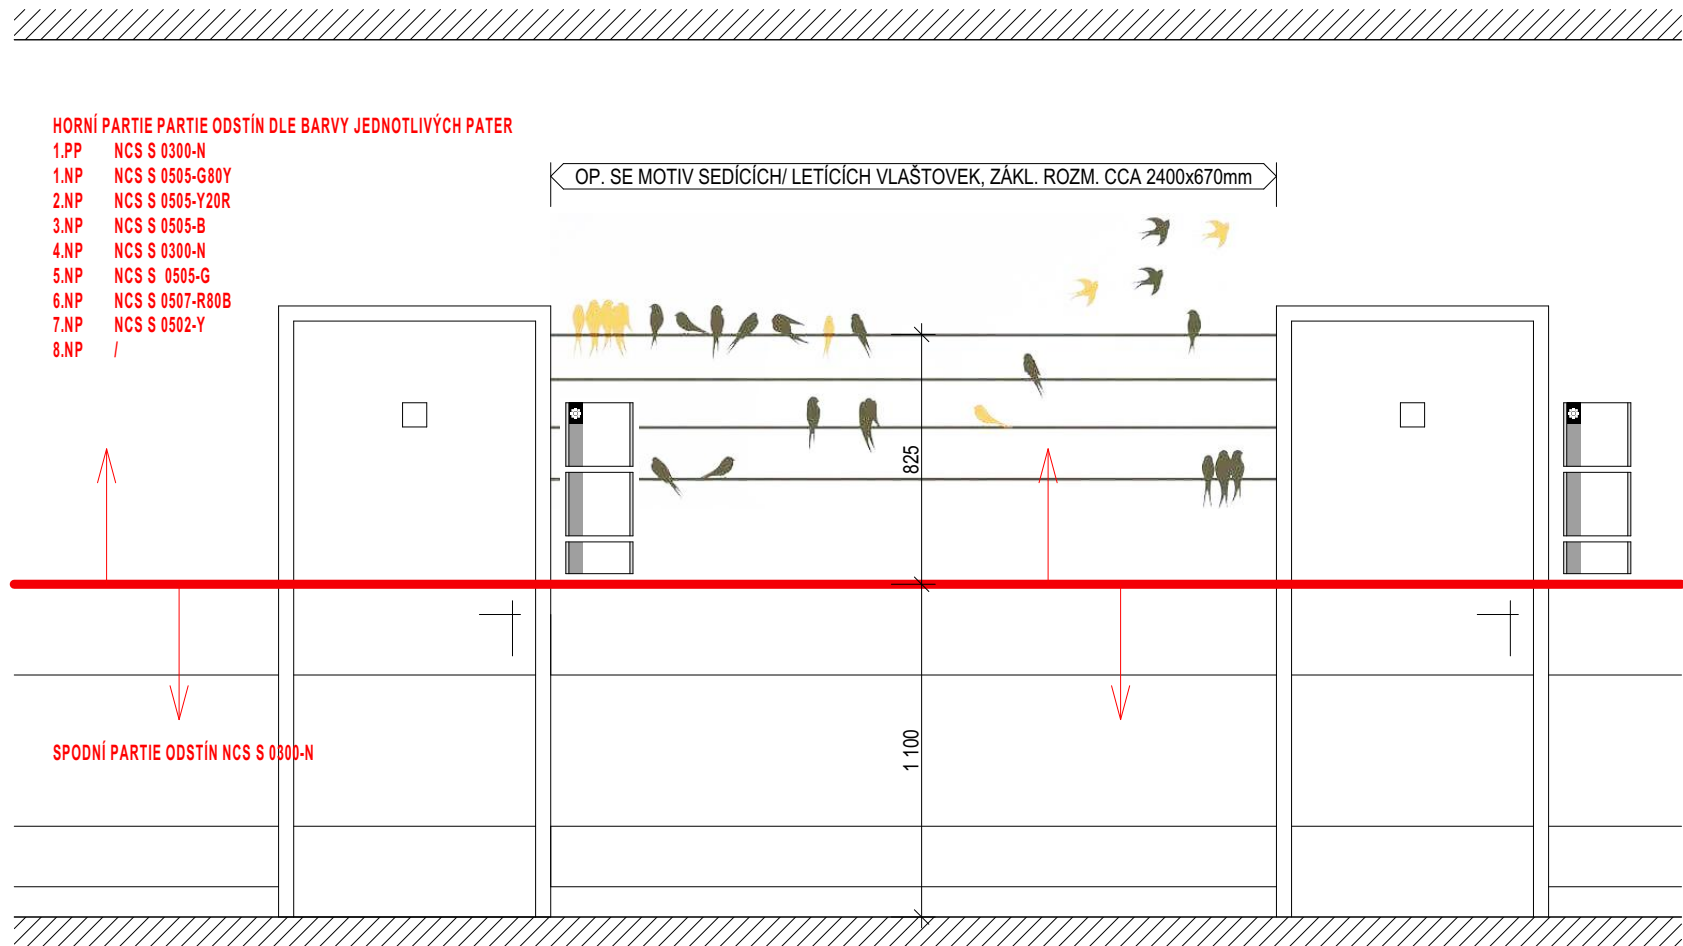 HORNÍ PARTIE PARTIE ODSTÍN DLE BARVY JEDNOTLIVÝCH PATER
1.PP NCS S 0300-N
1.NP NCS S 0505-G80Y
2.NP NCS S 0505-Y20R
3.NP NCS S 0505-B
4.NP NCS S 0300-N
5.NP NCS S 0505-G
6.NP NCS S 0507-R80B
7.NP NCS S 0502-Y
8.NP /
OP. SE MOTIV SEDÍCÍCH/ LETÍCÍCH VLAŠTOVEK, ZÁKL. ROZM. CCA 2400x670mm
825
1 100
SPODNÍ PARTIE ODSTÍN NCS S 0300-N